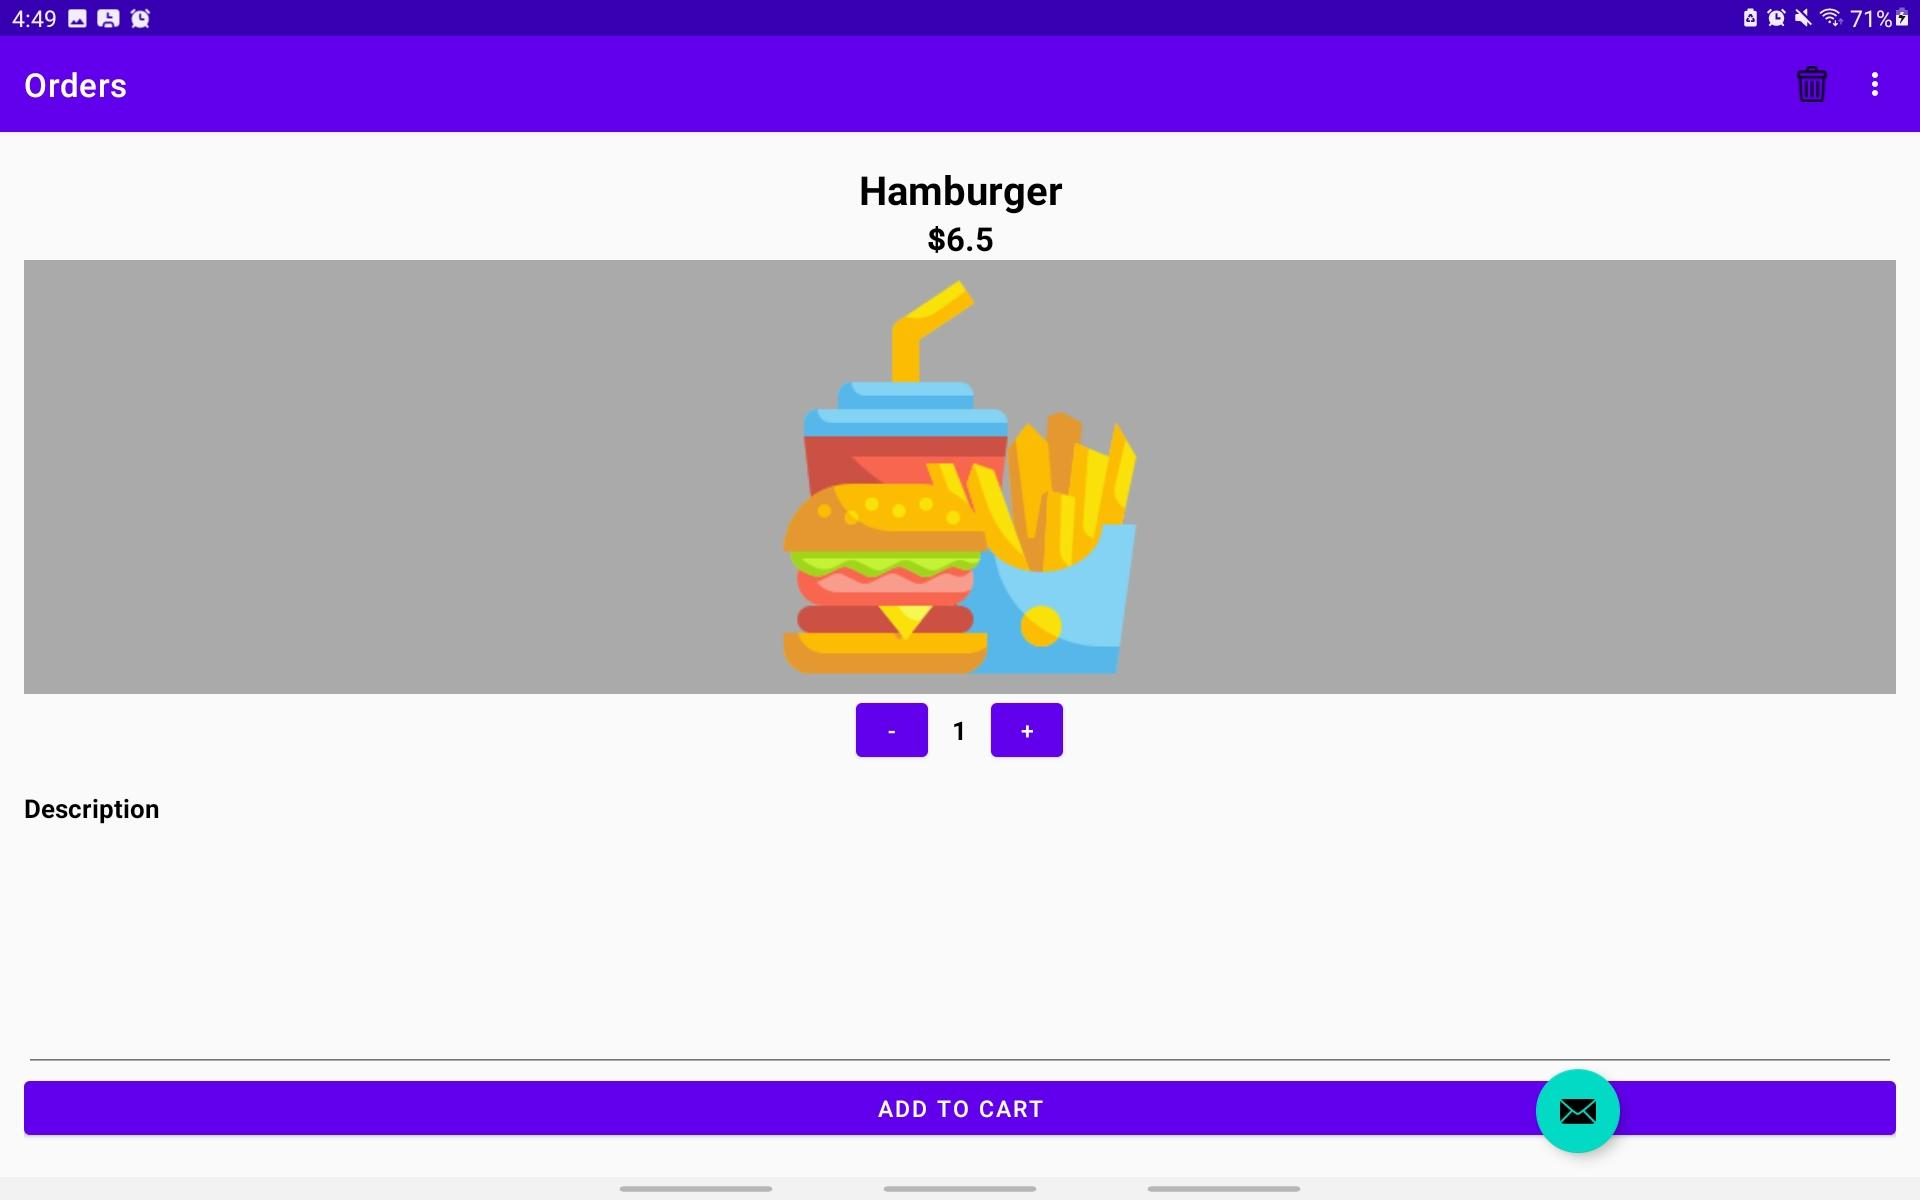 4:49
71%
Orders
Hamburger
$6.5
- 1 +
Description
ADD TO CART